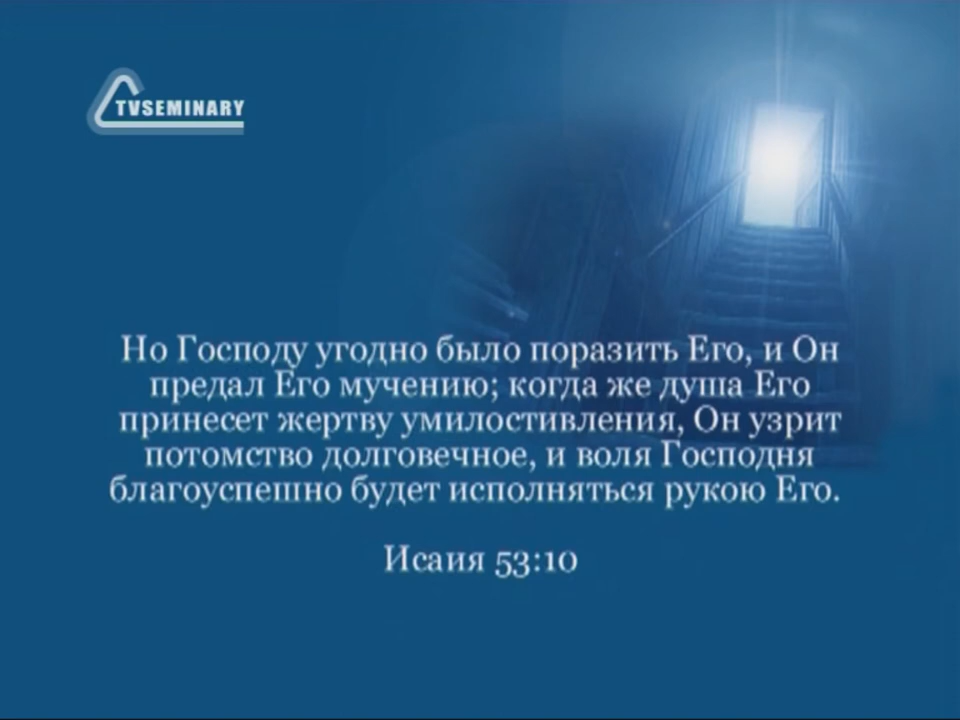 TVSEMINARY
Но Господу угодно было поразить Его, и Он
предал Его мучению; когда же душа Его
принесет жертву умилостивления, Он узрит
потомство долговечное, и воля Господня
благоуспешно будет исполняться рукою Его.
Исаия 53:10